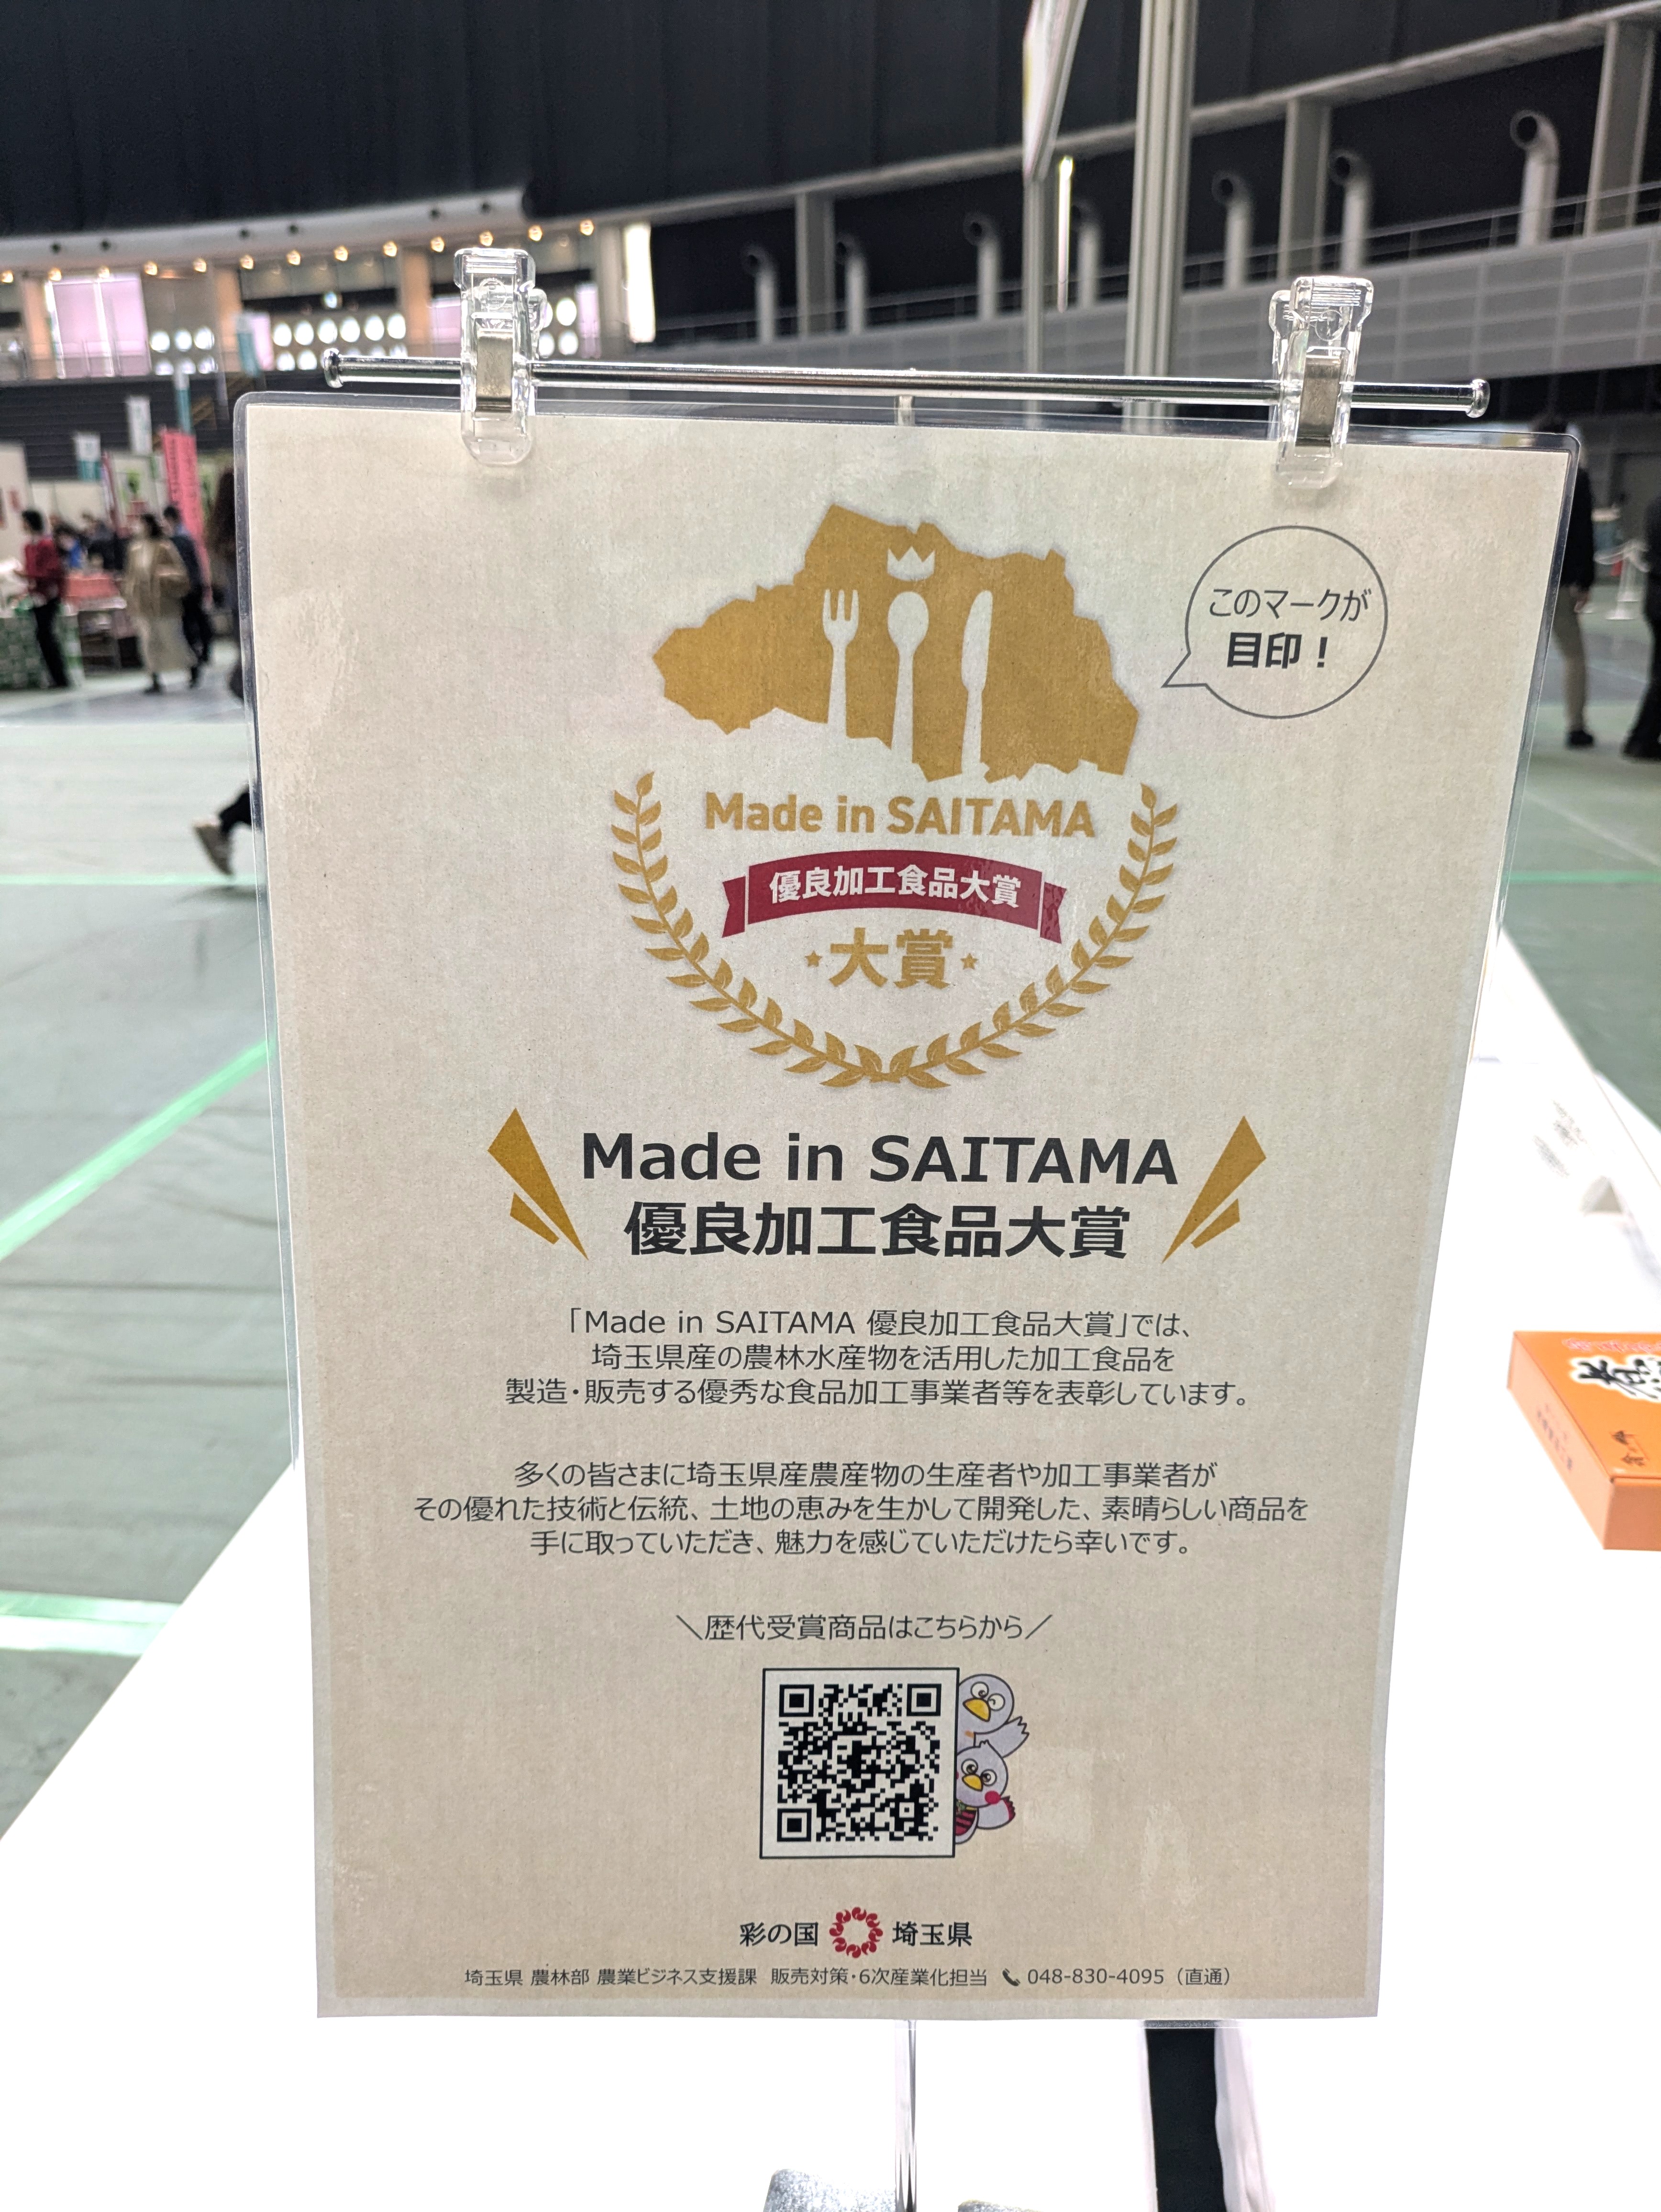 このマークが
目印！
Made in SAITAMA
優良加工食品大賞
大賞
Made in SAITAMA
優良加工食品大賞
「Made in SAITAMA 優良加工食品大賞」では、
埼玉県産の農林水産物を活用した加工食品を
製造・販売する優秀な食品加工事業者等を表彰しています。
多くの皆さまに埼玉県産農産物の生産者や加工事業者が
その優れた技術と伝統、土地の恵みを生かして開発した、素晴らしい商品を
手に取っていただき、魅力を感じていただけたら幸いです。
＼歴代受賞商品はこちらから／
彩の国 埼玉県
埼玉県 農林部 農業ビジネス支援課 販売対策・6次産業化担当 048-830-4095（直通）